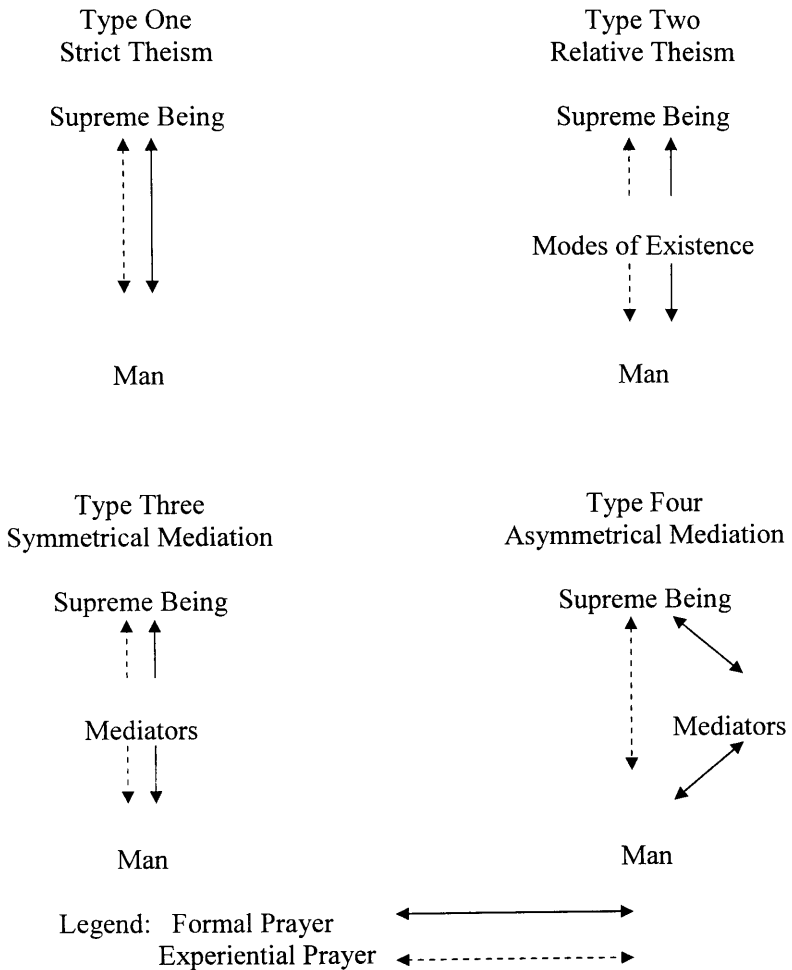 Type One
Strict Theism
Supreme Being
Man
Type Two
Relative Theism
Supreme Being
Modes of Existence
Man
Type Three
Symmetrical Mediation
Supreme Being
Mediators
Man
Type Four
Asymmetrical Mediation
Supreme Being
Mediators
Man
Legend: Formal Prayer
Experiential Prayer